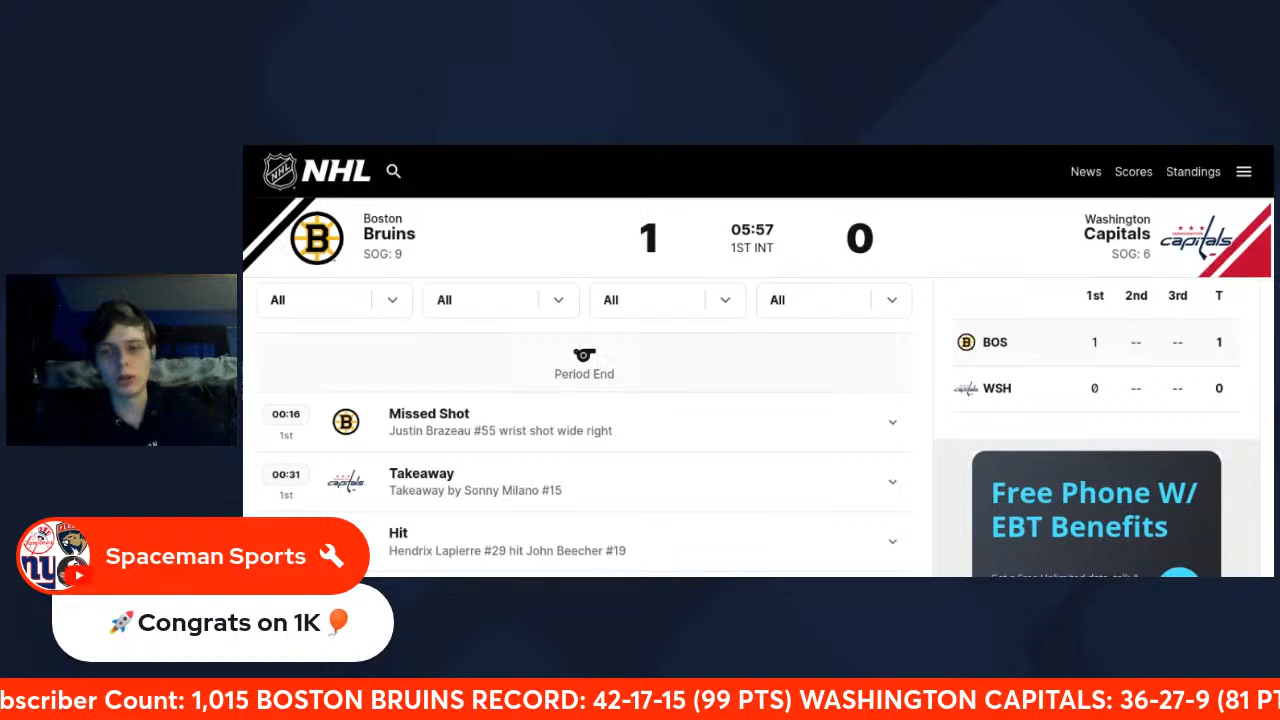 NHL
News Scores Standings
Boston
Bruins
SOG: 9
1
05:57
1ST INT
0
Washington
Capitals
SOG: 6
capitals
All All All All
Period End
00:16
1st
Missed Shot
Justin Brazeau #55 wrist shot wide right
00:31
1st
Takeaway
Takeaway by Sonny Milano #15
Hit
Hendrix Lapierre #29 hit John Beecher #19
1st 2nd 3rd T
BOS 1 -- -- 1
WSH 0 -- -- 0
Free Phone W/
EBT Benefits
Spaceman Sports
🚀Congrats on 1K🎈
bscriber Count: 1,015 BOSTON BRUINS RECORD: 42-17-15 (99 PTS) WASHINGTON CAPITALS: 36-27-9 (81 PT